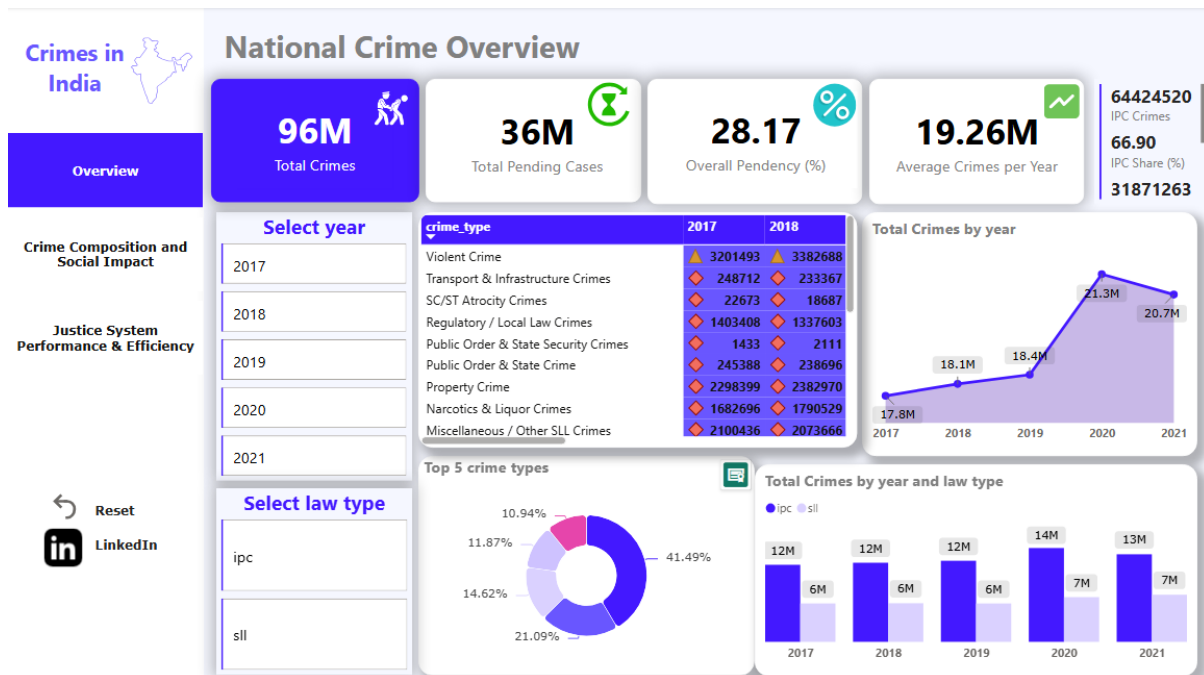 Crimes in
India
Overview
Crime Composition and
Social Impact
Justice System
Performance & Efficiency
Reset
in LinkedIn
National Crime Overview
96M
Total Crimes
36M
Total Pending Cases
28.17
Overall Pendency (%)
%
19.26M
Average Crimes per Year
64424520
IPC Crimes
66.90
IPC Share (%)
31871263
Select year
2017
2018
2019
2020
2021
Select law type
ipc
sll
crime_type 2017 2018
Violent Crime 3201493 3382688
Transport & Infrastructure Crimes 248712 233367
SC/ST Atrocity Crimes 22673 18687
Regulatory / Local Law Crimes 1403408 1337603
Public Order & State Security Crimes 1433 2111
Public Order & State Crime 245388 238696
Property Crime 2298399 2382970
Narcotics & Liquor Crimes 1682696 1790529
Miscellaneous / Other SLL Crimes 2100436 2073666
Total Crimes by year
17.8M
18.1M
18.4M
21.3M
20.7M
2017 2018 2019 2020 2021
Top 5 crime types
10.94%
11.87%
14.62%
21.09%
41.49%
Total Crimes by year and law type
ipc sll
12M 6M 12M 6M 12M 6M 14M 7M 13M 7M
2017 2018 2019 2020 2021